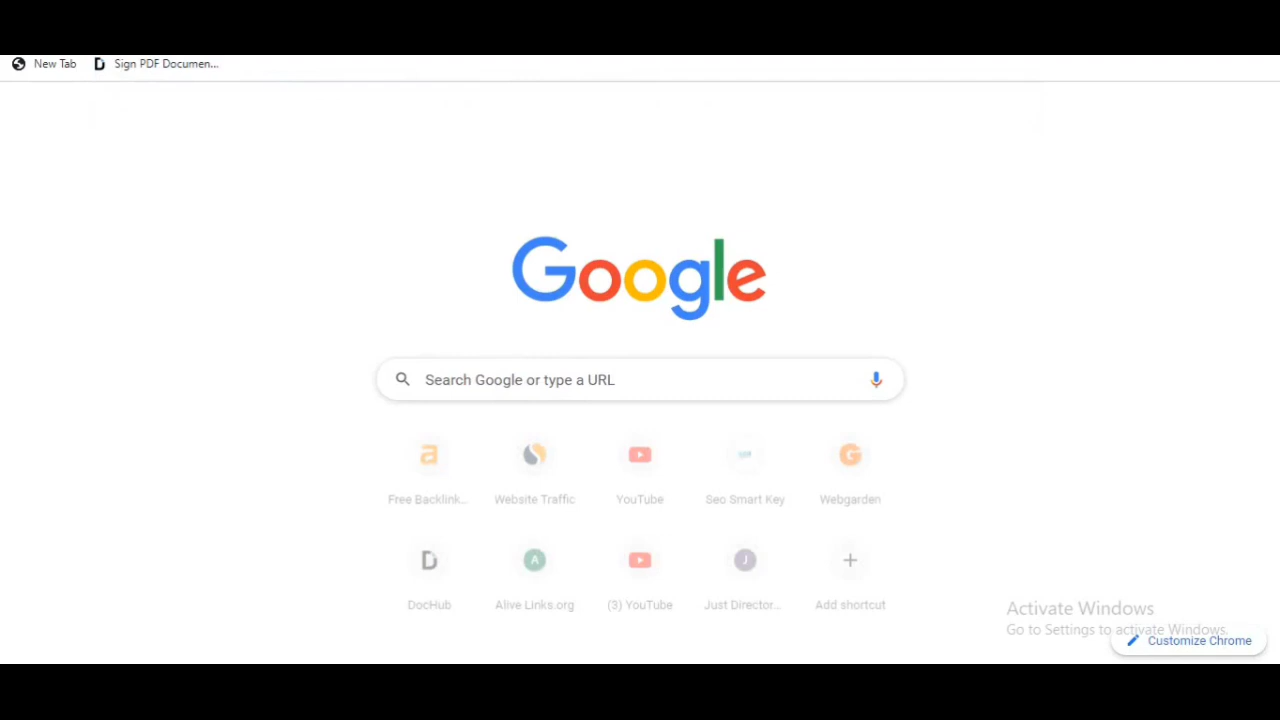 New Tab Sign PDF Documen...
Google
Search Google or type a URL
a G
Free Backlink... Website Traffic YouTube Seo Smart Key Webgarden
D A J
DocHub Alive Links.org (3) YouTube Just Director... Add shortcut
Activate Windows
Go to Settings to activate Windows.
Customize Chrome